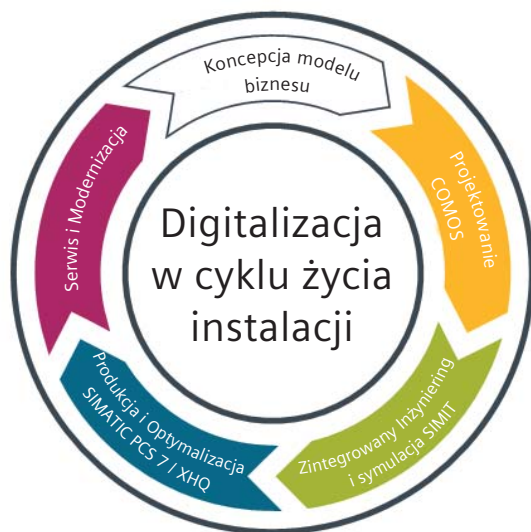 Koncepcja modelu
biznesu
Projektowanie
COMOS
Zintegrowany Inżyniering
i symulacja SIMIT
Produkcja i Optymalizacja
SIMATIC PCS 7 / XHQ
Serwis i Modernizacja
Digitalizacja
w cyklu życia
instalacji